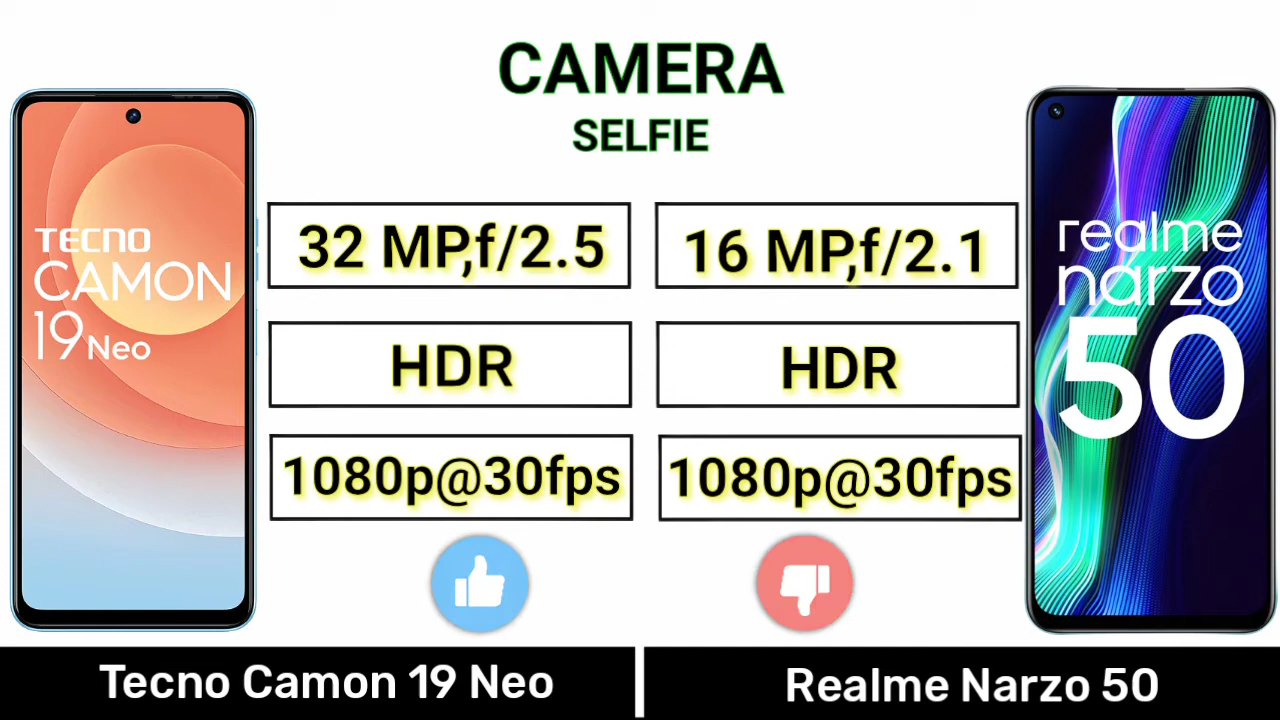 CAMERA
SELFIE
TECNO
CAMON
19 Neo
32 MP,f/2.5
16 MP,f/2.1
HDR
HDR
1080p@30fps
1080p@30fps
realme
narzo
50
Tecno Camon 19 Neo
Realme Narzo 50